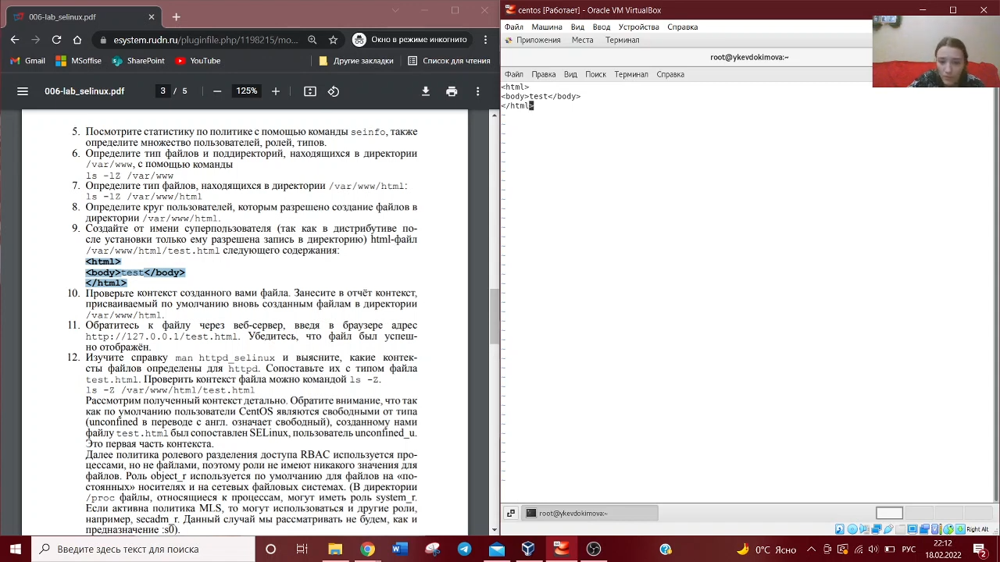 006-lab_selinux.pdf
esystem.rudn.ru/pluginfile.php/1198215/mod
Окно в режиме инкогнито
Gmail
MSoffice
SharePoint
YouTube
Другие закладки
Список для чтения
006-lab_selinux.pdf
/ 5
125%
5. Посмотрите статистику по политике с помощью команды seinfo, также
определите множество пользователей, ролей, типов.
6. Определите тип файлов и поддиректорий, находящихся в директории
/var/www, с помощью команды
ls -lZ /var/www
7. Определите тип файлов, находящихся в директории /var/www/html:
ls -lZ /var/www/html
8. Определите круг пользователей, которым разрешено создание файлов в
директории /var/www/html.
9. Создайте от имени суперпользователя (так как в дистрибутиве по-
сле установки только ему разрешена запись в директорию) html-файл
/var/www/html/test.html следующего содержания:
<html>
<body>test</body>
</html>
10. Проверьте контекст созданного вами файла. Занесите в отчёт контекст,
присваиваемый по умолчанию вновь созданным файлам в директории
/var/www/html.
11. Обратитесь к файлу через веб-сервер, введя в браузере адрес
http://127.0.0.1/test.html. Убедитесь, что файл был успеш-
но отображён.
12. Изучите справку man httpd_selinux и выясните, какие контек-
сты файлов определены для httpd. Сопоставьте их с типом файла
test.html. Проверить контекст файла можно командой ls -Z.
ls -Z /var/www/html/test.html
Рассмотрим полученный контекст детально. Обратите внимание, что так
как по умолчанию пользователи CentOS являются свободными от типа
(unconfined в переводе с англ. означает свободный), созданному нами
файлу test.html был сопоставлен SELinux, пользователь unconfined_u.
Это первая часть контекста.
Далее политика ролевого разделения доступа RBAC используется про-
цессами, но не файлами, поэтому роли не имеют никакого значения для
файлов. Роль object_r используется по умолчанию для файлов на «по-
стоянных» носителях и на сетевых файловых системах. (В директории
/proc файлы, относящиеся к процессам, могут иметь роль system_r.
Если активна политика MLS, то могут использоваться и другие роли,
например, secadm_r. Данный случай мы рассматривать не будем, как и
предназначение :s0).
centos [Работает] - Oracle VM VirtualBox
Файл Машина Вид Ввод Устройства Справка
Приложения Места Терминал
root@ykevdokimova:~
Файл Правка Вид Поиск Терминал Справка
<html>
<body>test</body>
</html>
root@ykevdokimova:~
Right Alt
Введите здесь текст для поиска
0°C Ясно
РУС
22:12
18.02.2022
2